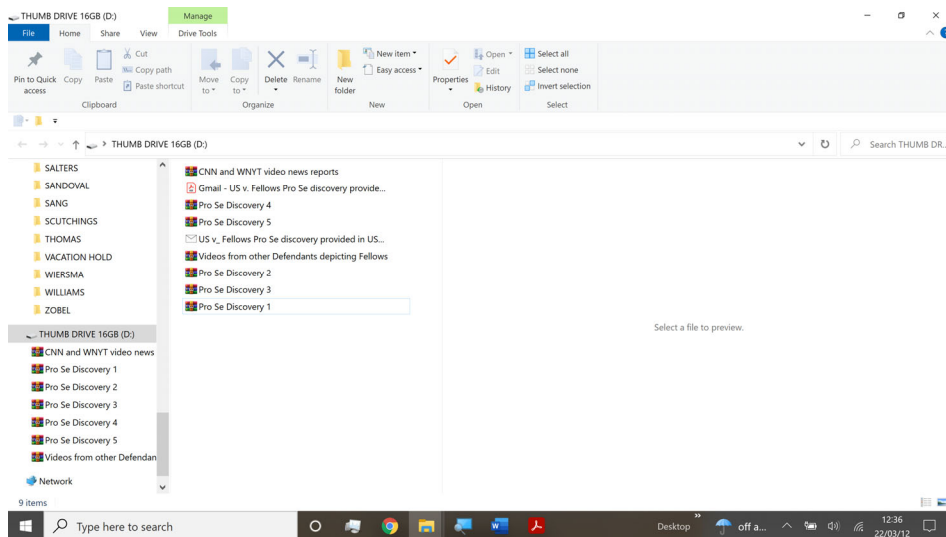 THUMB DRIVE 16GB (D:)
Manage
File Home Share View Drive Tools
Pin to Quick access
Copy
Paste
Cut
Copy path
Paste shortcut
Clipboard
Move to
Copy to
Delete
Rename
Organize
New folder
New item
Easy access
New
Properties
Open
Edit
History
Open
Select all
Select none
Invert selection
Select
> THUMB DRIVE 16GB (D:)
Search THUMB DR...
SALTERS
SANDOVAL
SANG
SCUTCHINGS
THOMAS
VACATION HOLD
WIERSMA
WILLIAMS
ZOBEL
THUMB DRIVE 16GB (D:)
CNN and WNYT video news
Pro Se Discovery 1
Pro Se Discovery 2
Pro Se Discovery 3
Pro Se Discovery 4
Pro Se Discovery 5
Videos from other Defendan
Network
CNN and WNYT video news reports
Gmail - US v. Fellows Pro Se discovery provide...
Pro Se Discovery 4
Pro Se Discovery 5
US v_ Fellows Pro Se discovery provided in US...
Videos from other Defendants depicting Fellows
Pro Se Discovery 2
Pro Se Discovery 3
Pro Se Discovery 1
Select a file to preview.
9 items
Type here to search
Desktop
off a...
12:36
22/03/12